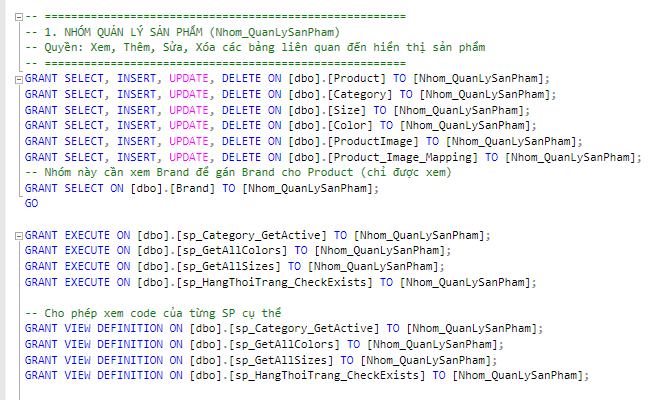 -- =====================================================
-- 1. NHÓM QUẢN LÝ SẢN PHẨM (Nhom_QuanLySanPham)
-- Quyền: Xem, Thêm, Sửa, Xóa các bảng liên quan đến hiển thị sản phẩm
-- =====================================================
GRANT SELECT, INSERT, UPDATE, DELETE ON [dbo].[Product] TO [Nhom_QuanLySanPham];
GRANT SELECT, INSERT, UPDATE, DELETE ON [dbo].[Category] TO [Nhom_QuanLySanPham];
GRANT SELECT, INSERT, UPDATE, DELETE ON [dbo].[Size] TO [Nhom_QuanLySanPham];
GRANT SELECT, INSERT, UPDATE, DELETE ON [dbo].[Color] TO [Nhom_QuanLySanPham];
GRANT SELECT, INSERT, UPDATE, DELETE ON [dbo].[ProductImage] TO [Nhom_QuanLySanPham];
GRANT SELECT, INSERT, UPDATE, DELETE ON [dbo].[Product_Image_Mapping] TO [Nhom_QuanLySanPham];
-- Nhóm này cần xem Brand để gán Brand cho Product (chỉ được xem)
GRANT SELECT ON [dbo].[Brand] TO [Nhom_QuanLySanPham];
GO
GRANT EXECUTE ON [dbo].[sp_Category_GetActive] TO [Nhom_QuanLySanPham];
GRANT EXECUTE ON [dbo].[sp_GetAllColors] TO [Nhom_QuanLySanPham];
GRANT EXECUTE ON [dbo].[sp_GetAllSizes] TO [Nhom_QuanLySanPham];
GRANT EXECUTE ON [dbo].[sp_HangThoiTrang_CheckExists] TO [Nhom_QuanLySanPham];
-- Cho phép xem code của từng SP cụ thể
GRANT VIEW DEFINITION ON [dbo].[sp_Category_GetActive] TO [Nhom_QuanLySanPham];
GRANT VIEW DEFINITION ON [dbo].[sp_GetAllColors] TO [Nhom_QuanLySanPham];
GRANT VIEW DEFINITION ON [dbo].[sp_GetAllSizes] TO [Nhom_QuanLySanPham];
GRANT VIEW DEFINITION ON [dbo].[sp_HangThoiTrang_CheckExists] TO [Nhom_QuanLySanPham];